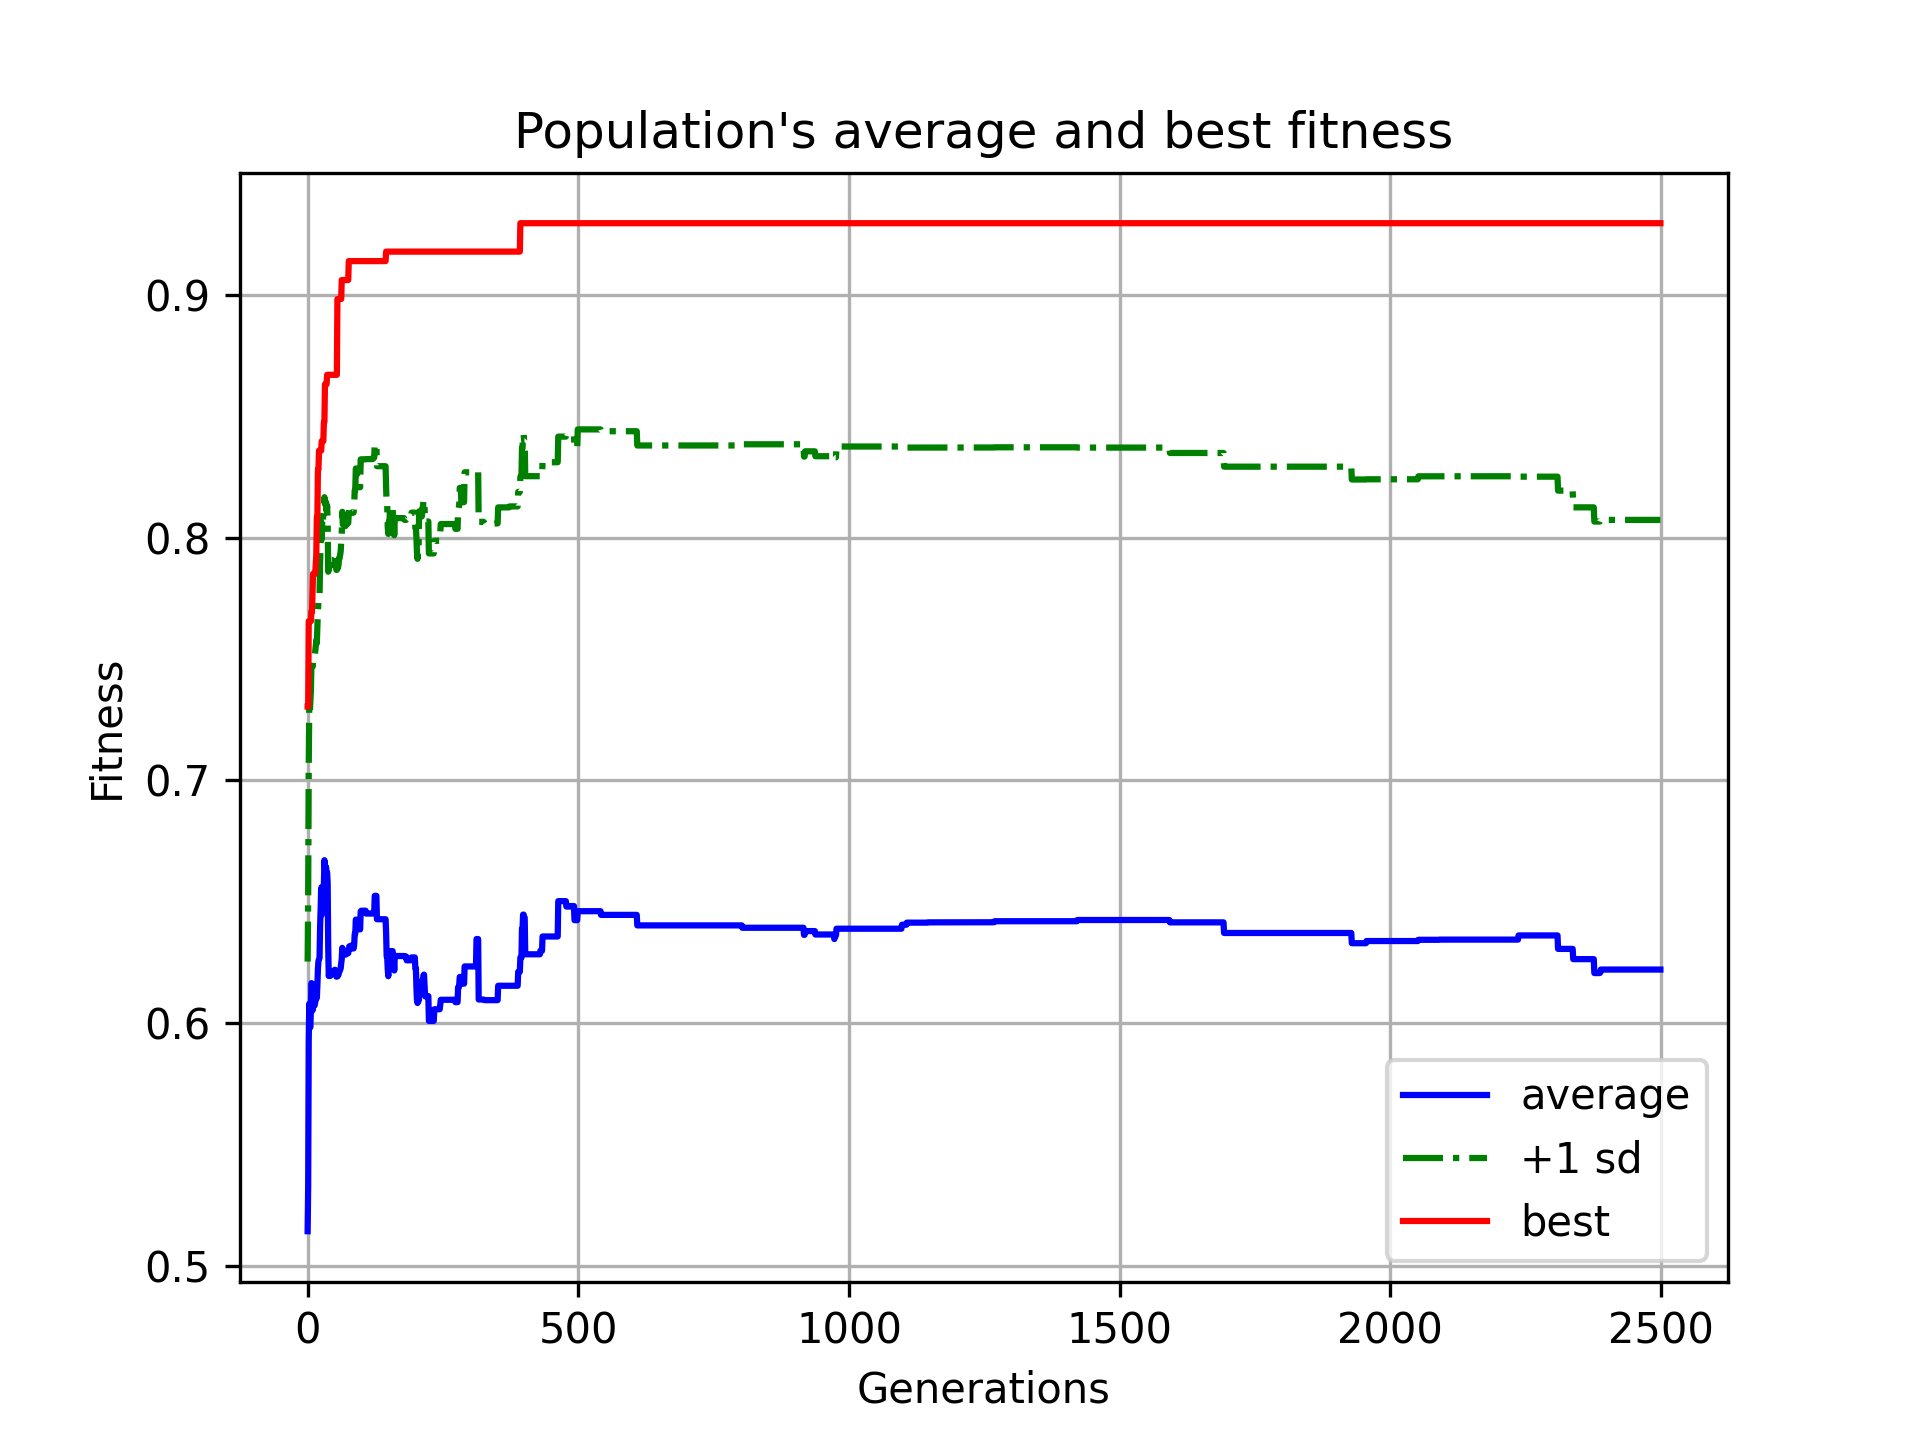 Population's average and best fitness
Fitness
0.9
0.8
0.7
0.6
0.5
0 500 1000 1500 2000 2500
Generations
average
+1 sd
best